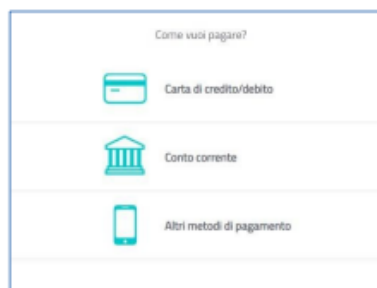 Come vuoi pagare?
Carta di credito/debito
Conto corrente
Altri metodi di pagamento